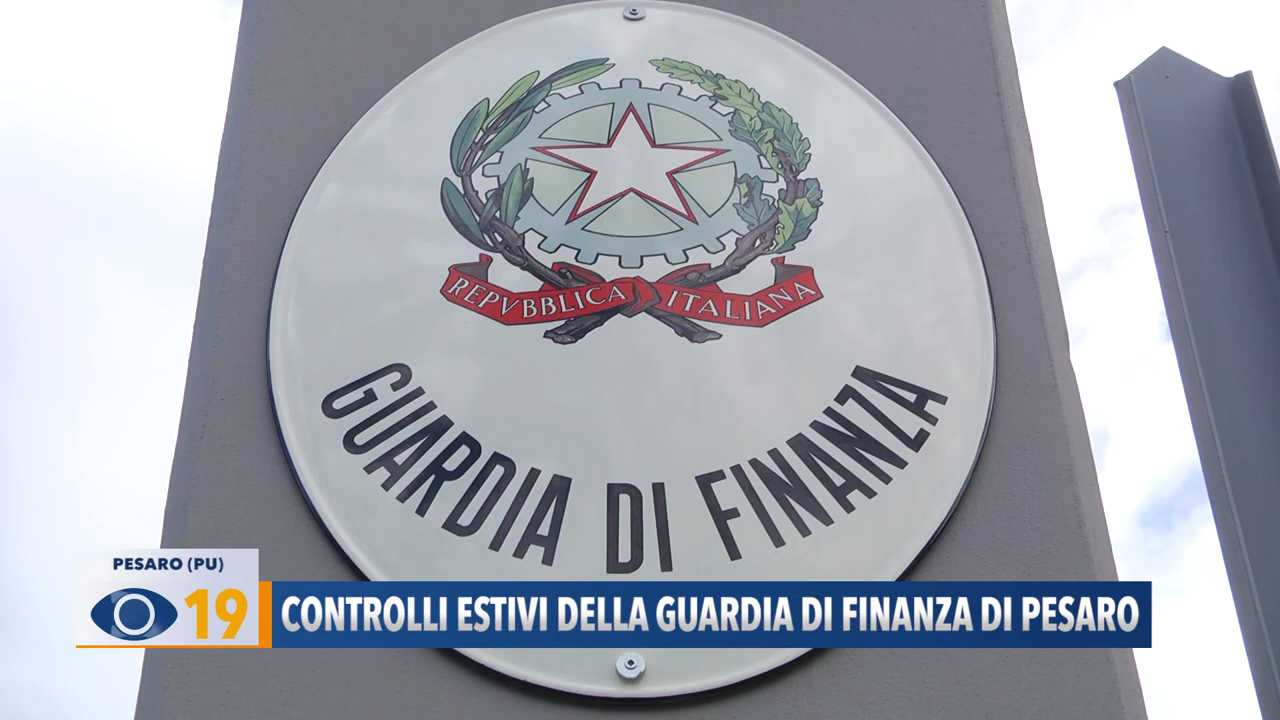 REPVBBLICA ITALIANA
GUARDIA DI FINANZA
PESARO (PU)
19
CONTROLLI ESTIVI DELLA GUARDIA DI FINANZA DI PESARO